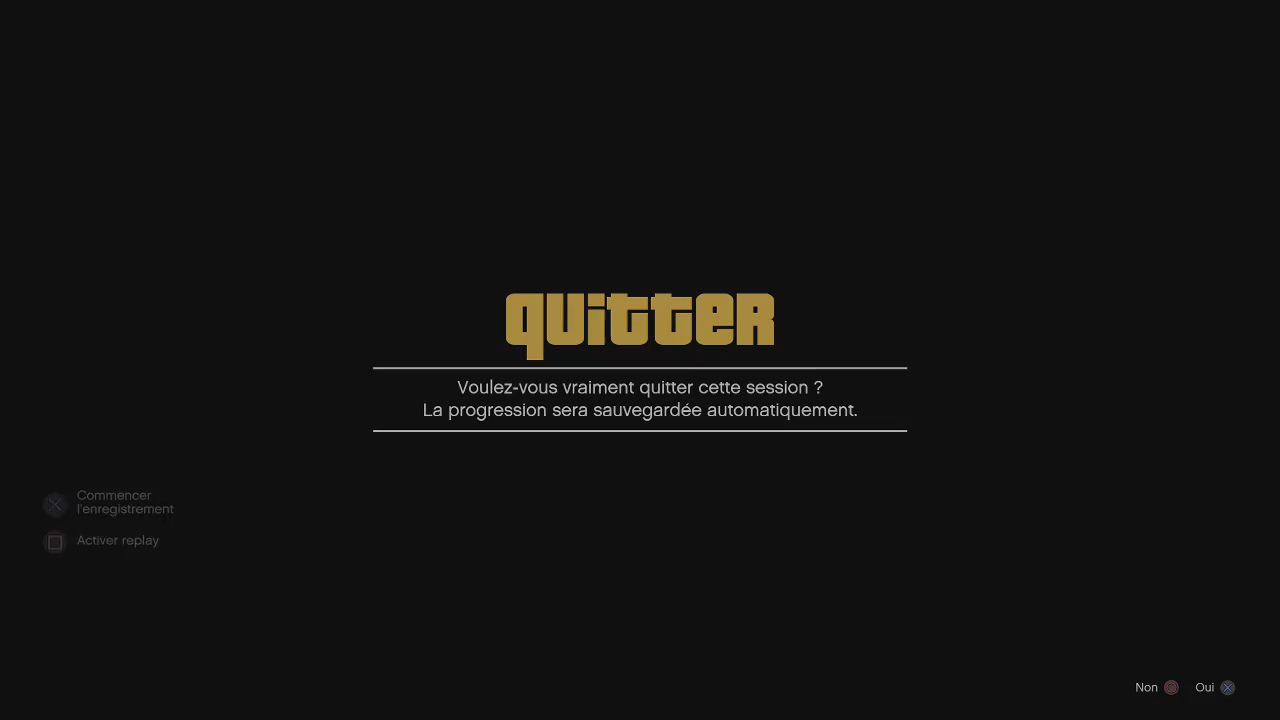 quitter
Voulez-vous vraiment quitter cette session ?
La progression sera sauvegardée automatiquement.
Commencer
l'enregistrement
Activer replay
Non Oui